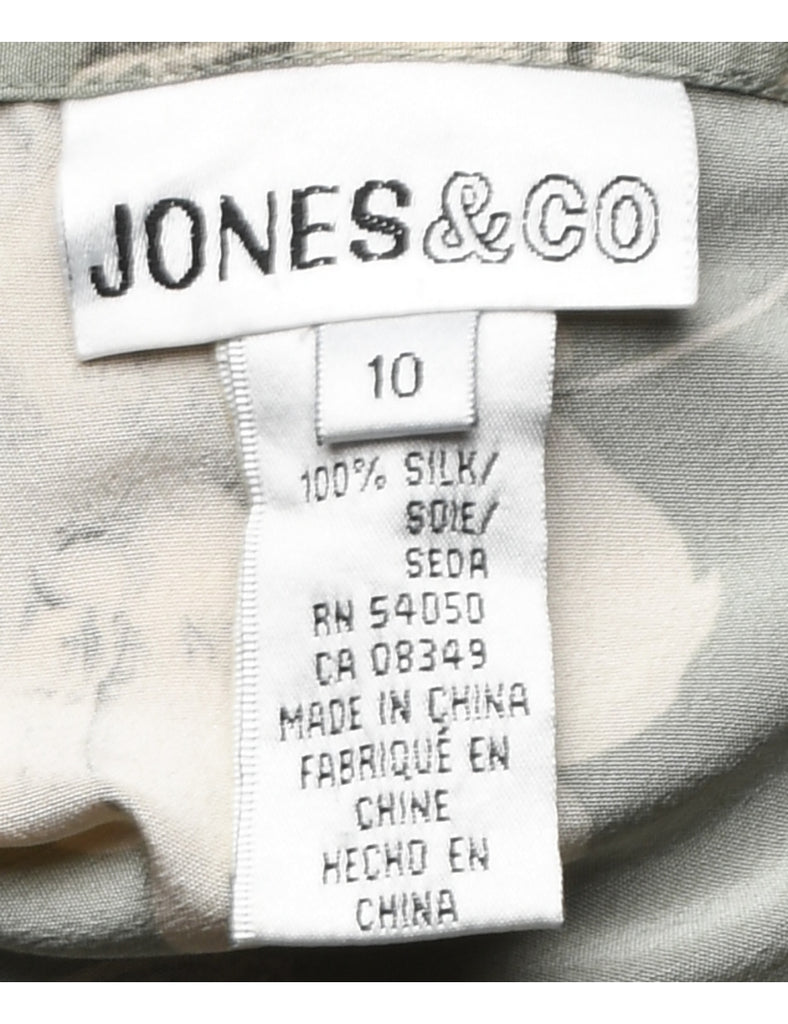 JONES&CO
10
100% SILK/
SOIE/
SEDA
RN 54050
CA 08349
MADE IN CHINA
FABRIQUÉ EN
CHINE
HECHO EN
CHINA